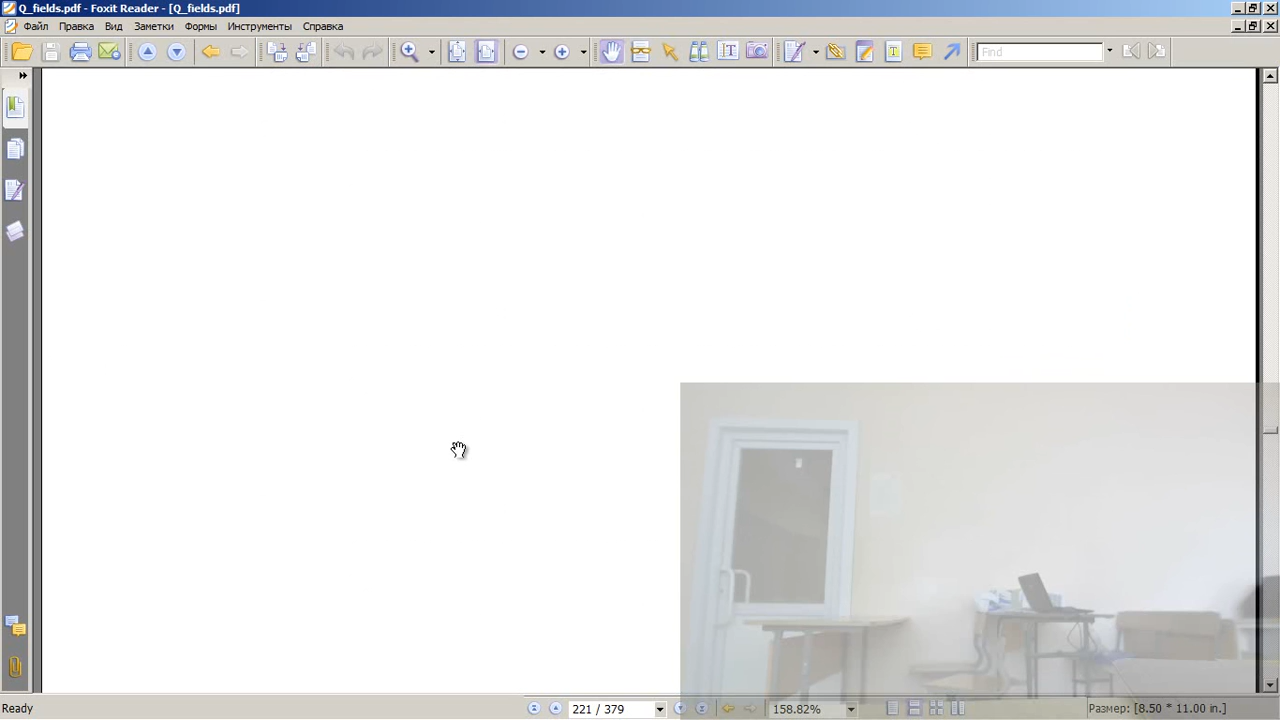 Q_fields.pdf - Foxit Reader - [Q_fields.pdf]
Файл Правка Вид Заметки Формы Инструменты Справка
Find
Ready
221 / 379
158.82%
Размер: [8.50 * 11.00 in.]